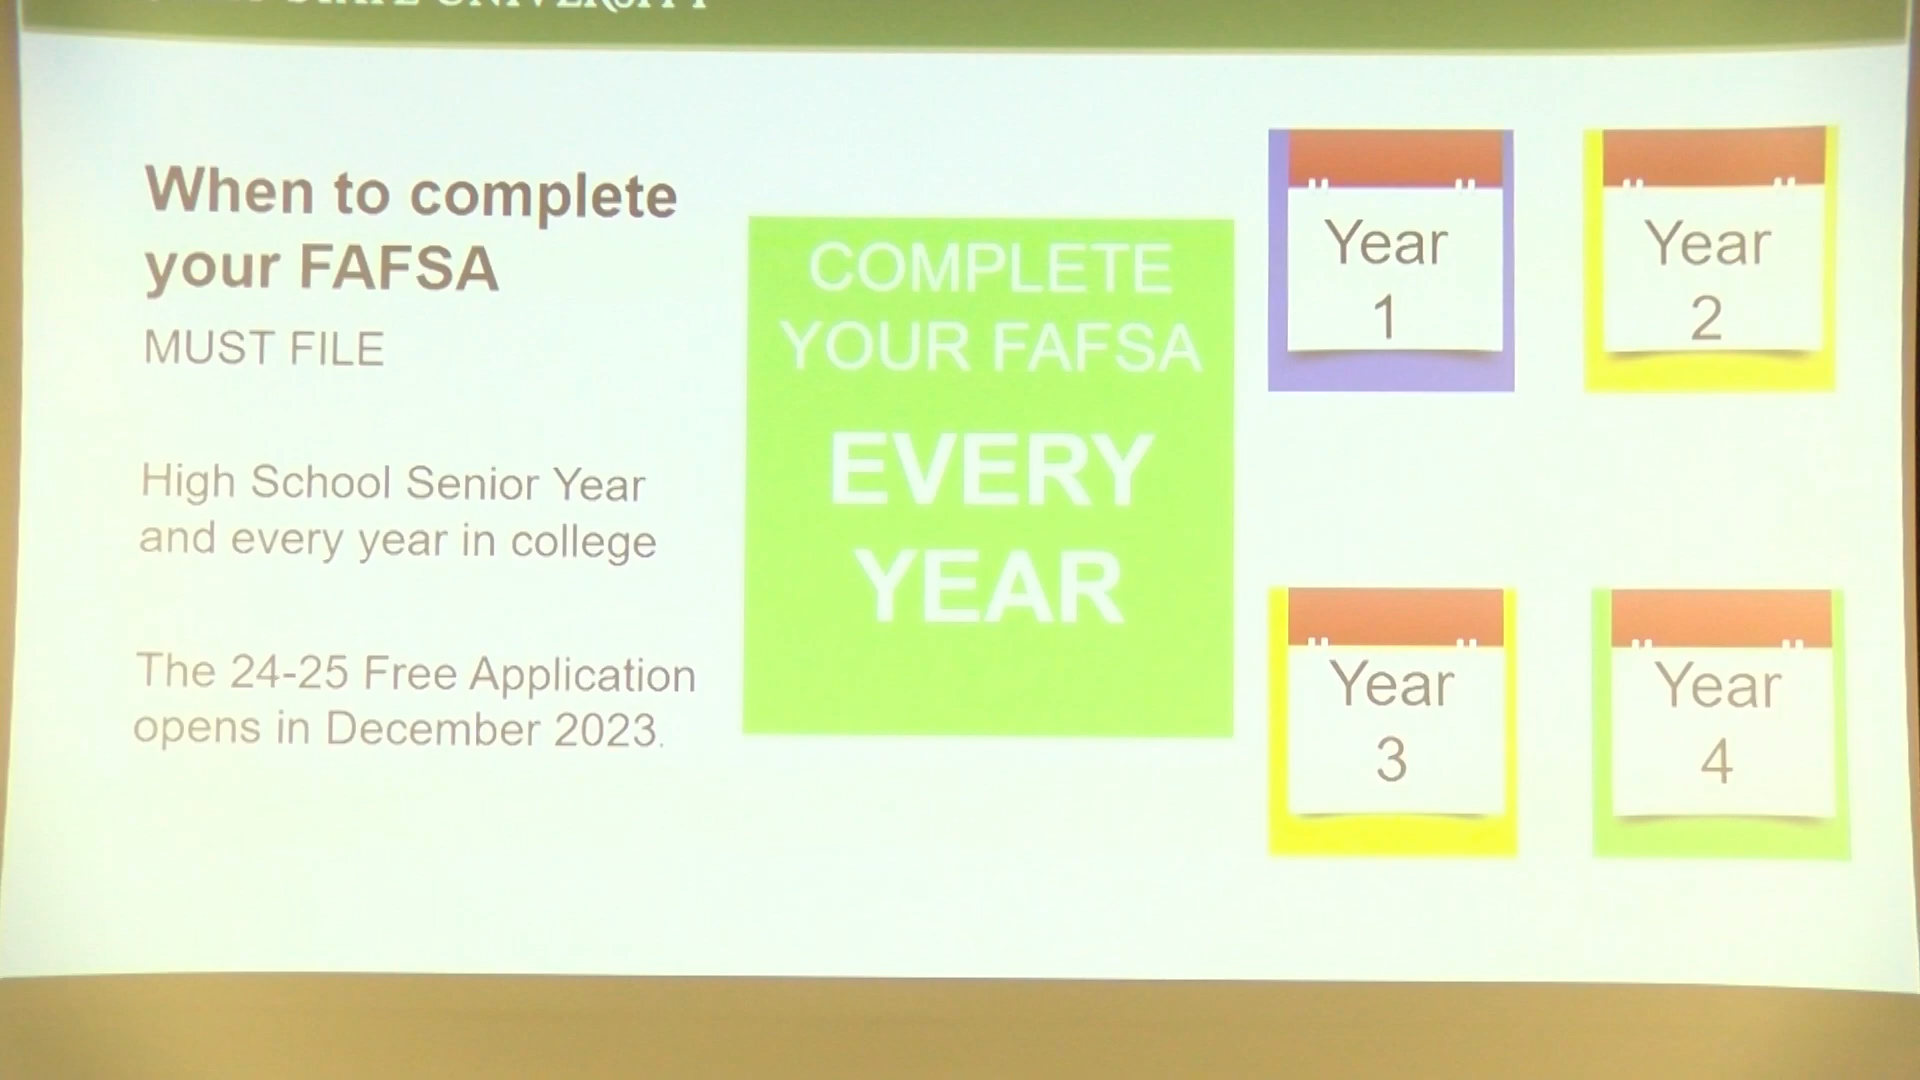 STATE UNIVERSITY
When to complete
your FAFSA
MUST FILE
High School Senior Year
and every year in college
The 24-25 Free Application
opens in December 2023.
COMPLETE
YOUR FAFSA
EVERY
YEAR
Year
1
Year
2
Year
3
Year
4